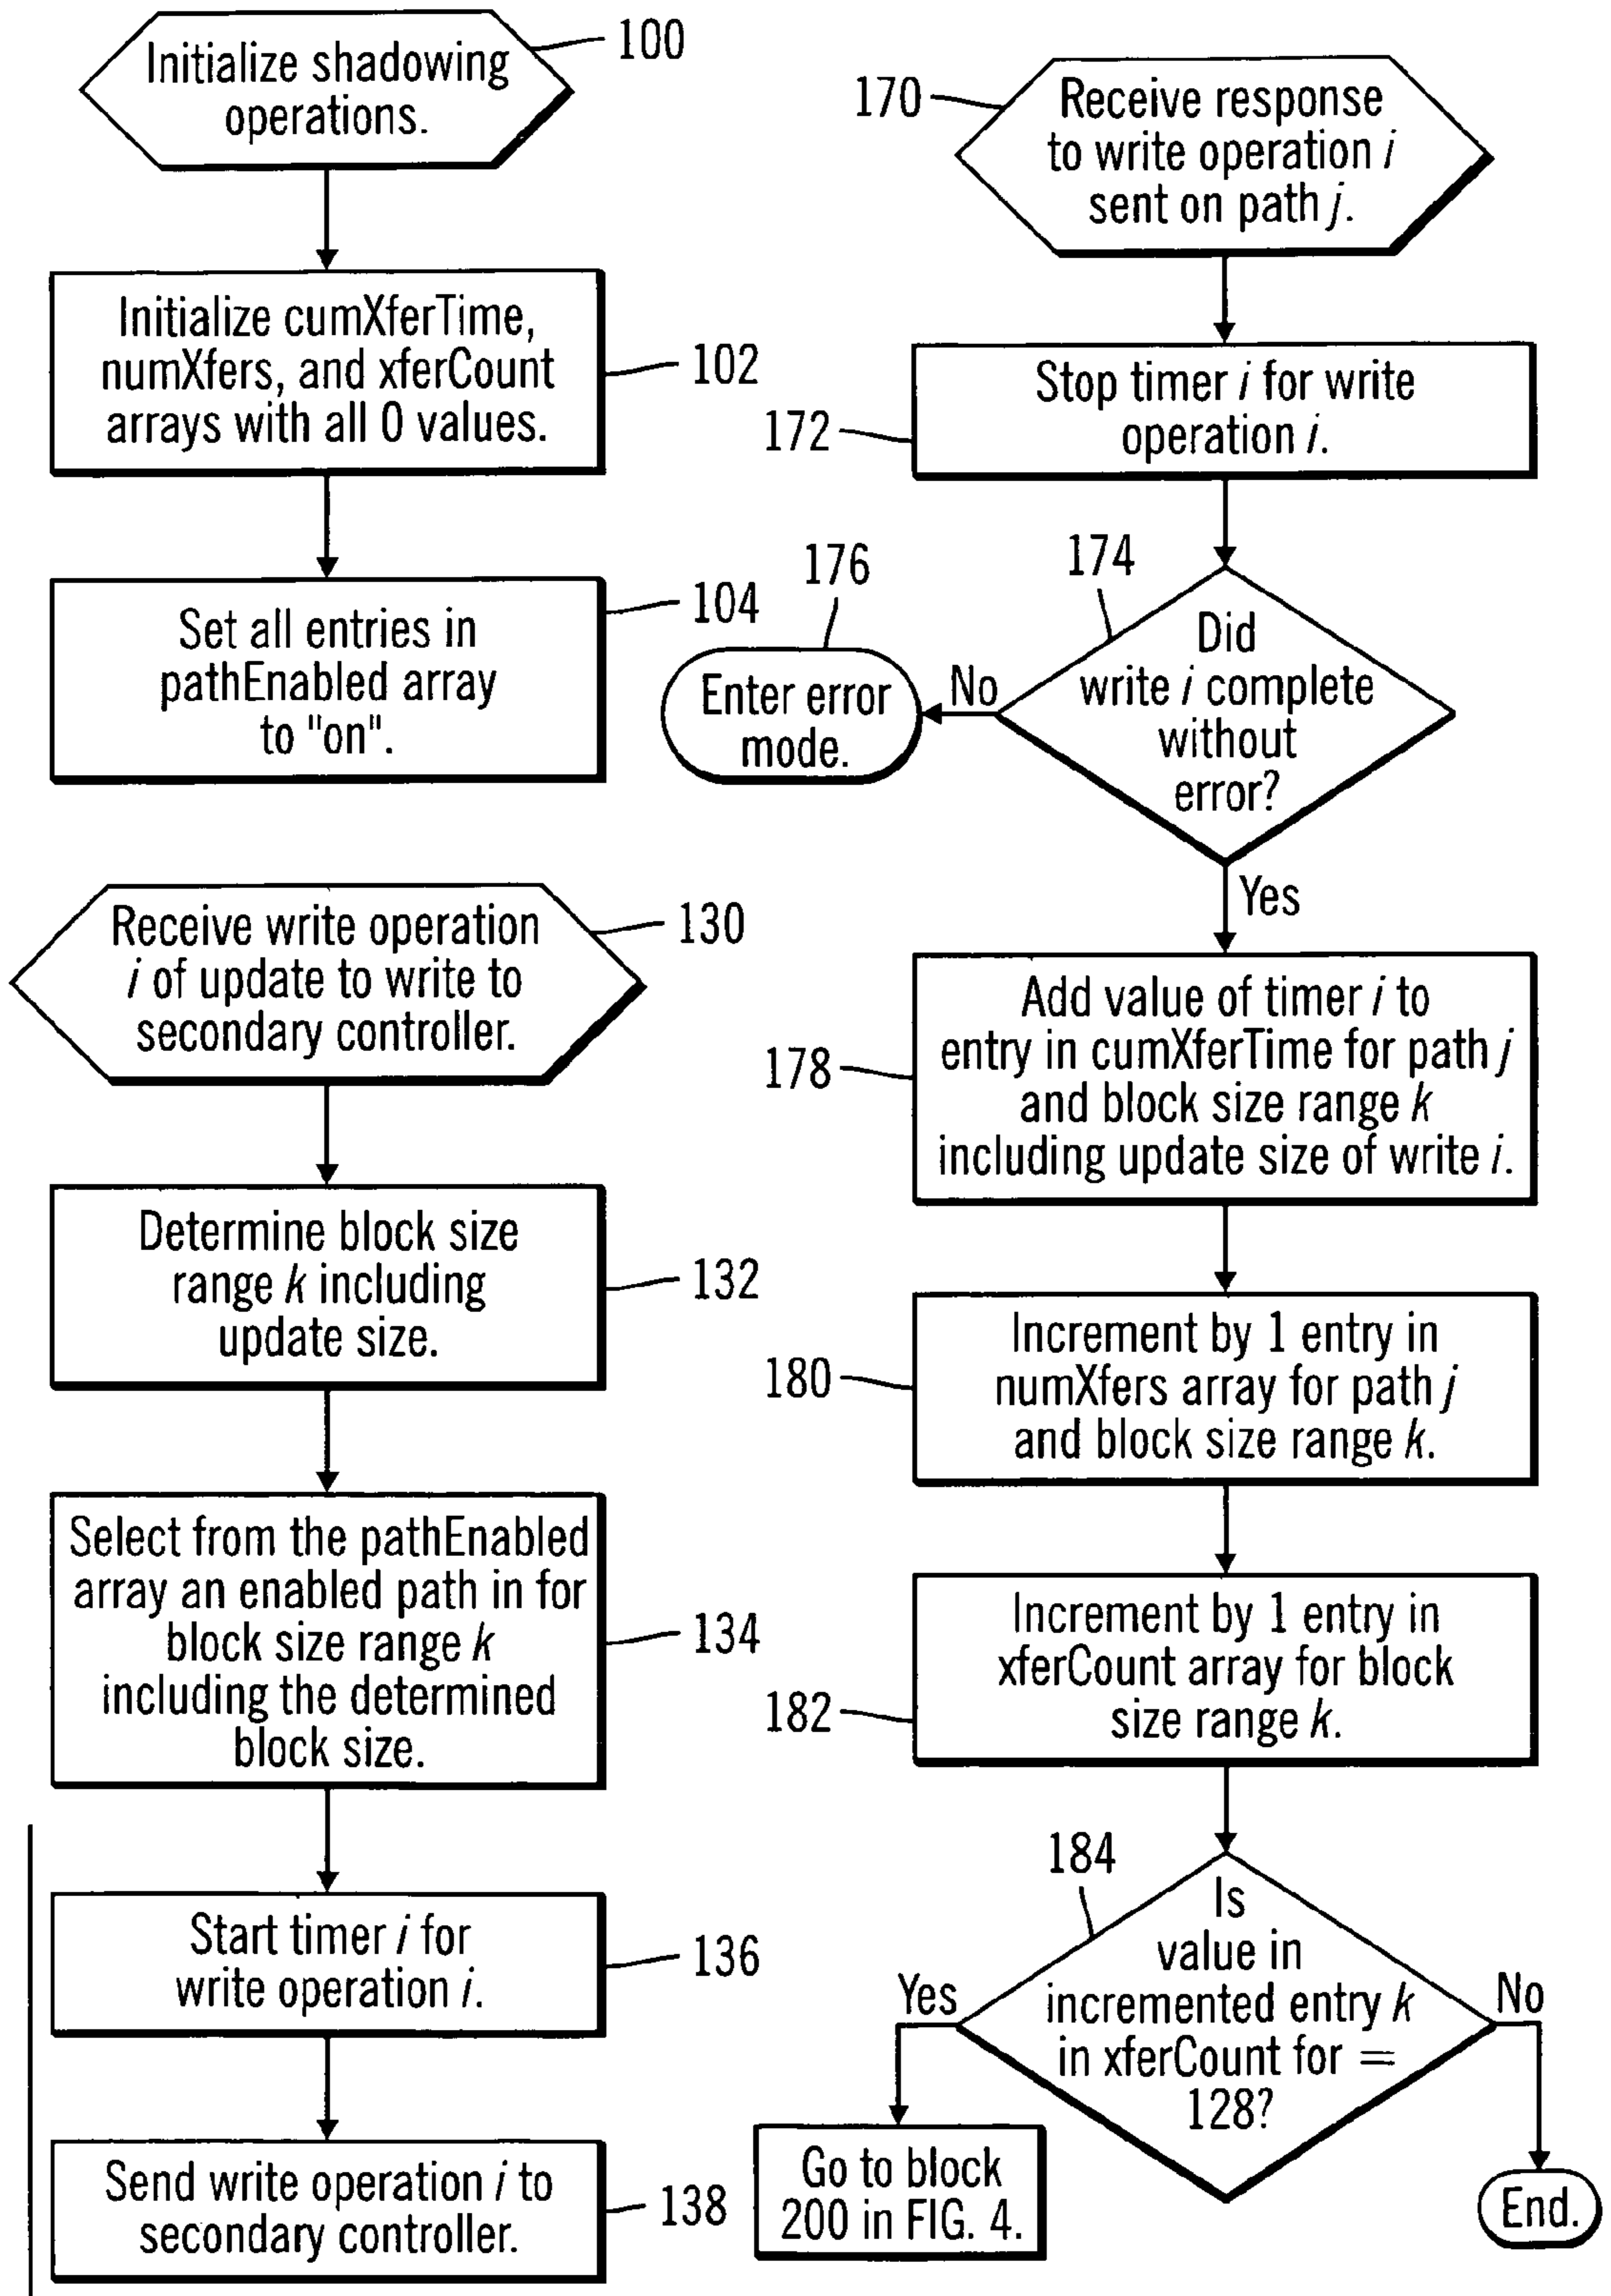 Initialize shadowing
operations.
100
Initialize cumXferTime,
numXfers, and xferCount
arrays with all 0 values.
102
Set all entries in
pathEnabled array
to "on".
104
Receive write operation
i of update to write to
secondary controller.
130
Determine block size
range k including
update size.
132
Select from the pathEnabled
array an enabled path in for
block size range k
including the determined
block size.
134
Start timer i for
write operation i.
136
Send write operation i to
secondary controller.
138
170
Receive response
to write operation i
sent on path j.
172
Stop timer i for write
operation i.
174
Did
write i complete
without
error?
No
176
Enter error
mode.
Yes
178
Add value of timer i to
entry in cumXferTime for path j
and block size range k
including update size of write i.
180
Increment by 1 entry in
numXfers array for path j
and block size range k.
182
Increment by 1 entry in
xferCount array for block
size range k.
184
Is
value in
incremented entry k
in xferCount for =
128?
Yes
No
Go to block
200 in FIG. 4.
End.